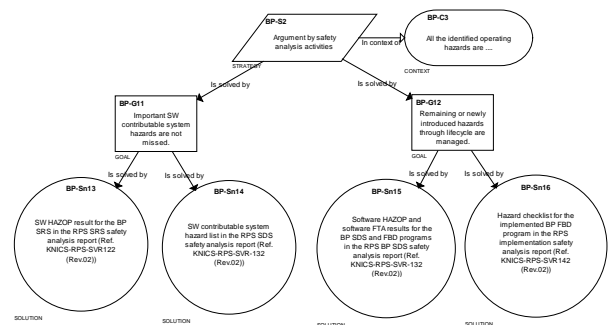 BP-S2
Argument by safety
analysis activities
STRATEGY
In context of
BP-C3
All the identified operating
hazards are ....
CONTEXT
Is solved by
Is solved by
BP-G11
Important SW
contributable system
hazards are not
missed.
GOAL
BP-G12
Remaining or newly
introduced hazards
through lifecycle are
managed.
GOAL
Is solved by
Is solved by
Is solved by
Is solved by
BP-Sn13
SW HAZOP result for the BP
SRS in the RPS SRS safety
analysis report (Ref.
KNICS-RPS-SVR122
(Rev.02))
SOLUTION
BP-Sn14
SW contributable system
hazard list in the RPS SDS
safety analysis report (Ref.
KNICS-RPS-SVR-132
(Rev.02))
SOLUTION
BP-Sn15
Software HAZOP and
software FTA results for the
BP SDS and FBD programs in
the RPS BP SDS safety
analysis report (Ref.
KNICS-RPS-SVR-132
(Rev.02))
SOLUTION
BP-Sn16
Hazard checklist for the
implemented BP FBD
program in the RPS
implementation safety
analysis report (Ref.
KNICS-RPS-SVR142
(Rev.02))
SOLUTION